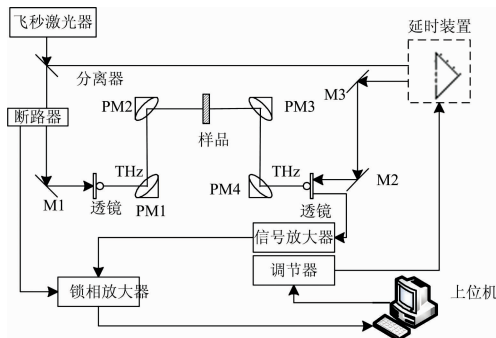 飞秒激光器
延时装置
分离器
M3
PM2
PM3
断路器
样品
THz
THz
M1
PM4
M2
透镜
PM1
透镜
信号放大器
调节器
锁相放大器
上位机